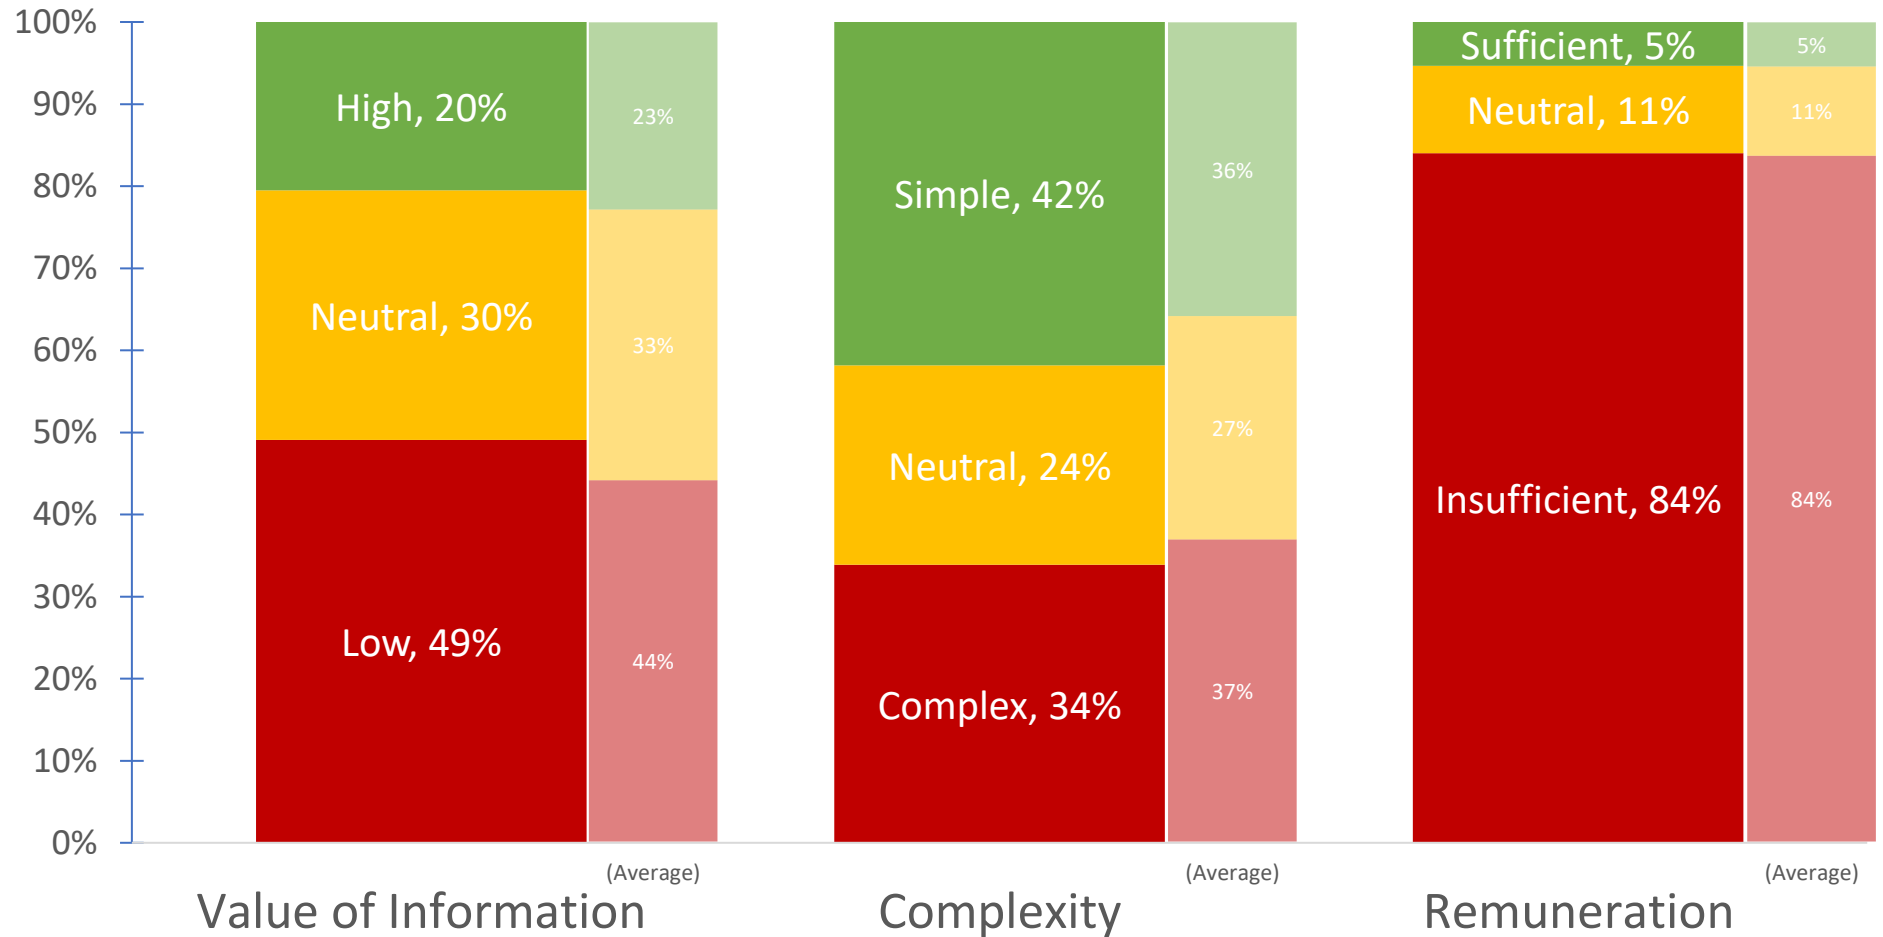 100%
90%
80%
70%
60%
50%
40%
30%
20%
10%
0%
High, 20%
Neutral, 30%
Low, 49%
23%
33%
44%
(Average)
Value of Information
Simple, 42%
Neutral, 24%
Complex, 34%
36%
27%
37%
(Average)
Complexity
Sufficient, 5%
Neutral, 11%
Insufficient, 84%
5%
11%
84%
(Average)
Remuneration